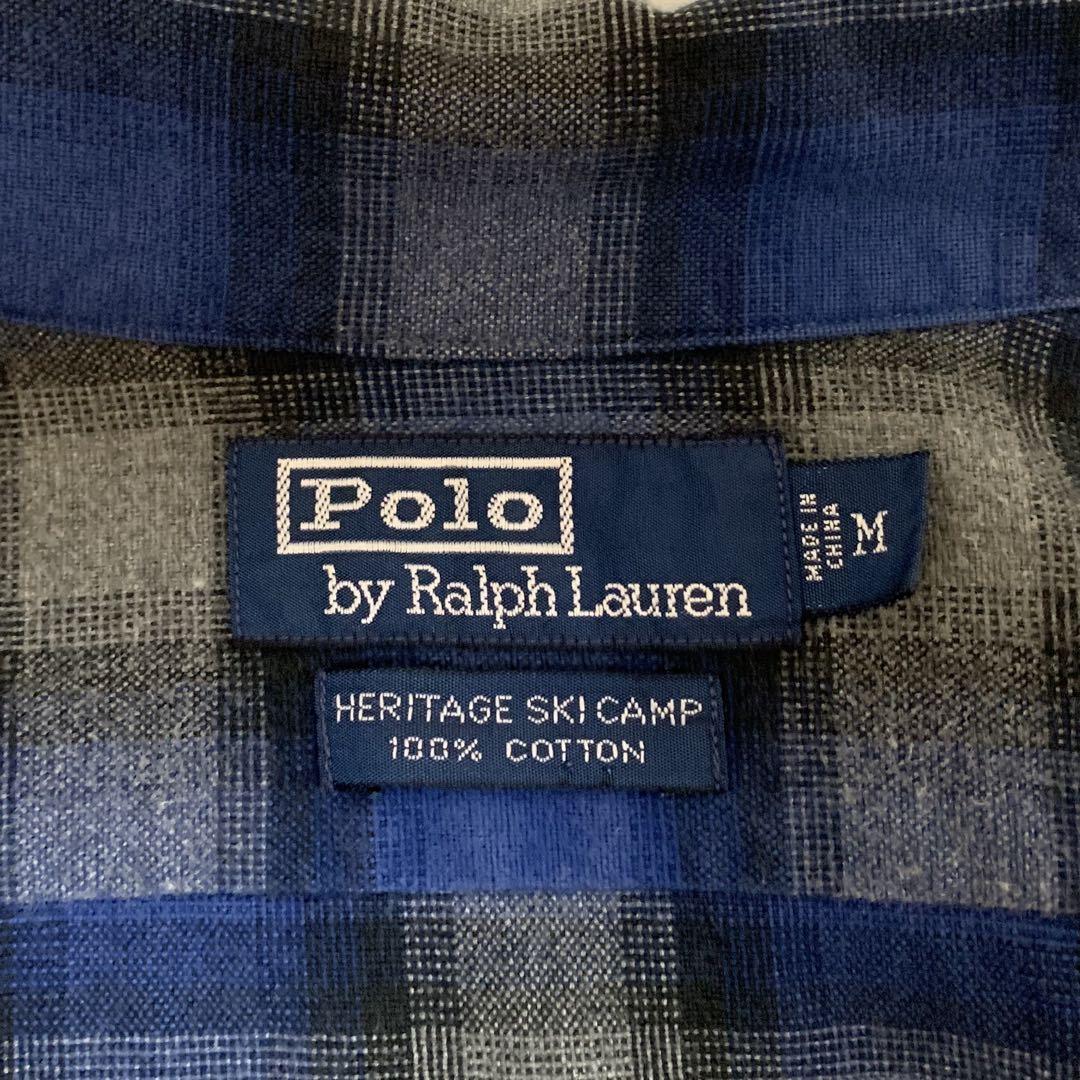 Polo
by Ralph Lauren
MADE IN
CHINA
M
HERITAGE SKI CAMP
100% COTTON